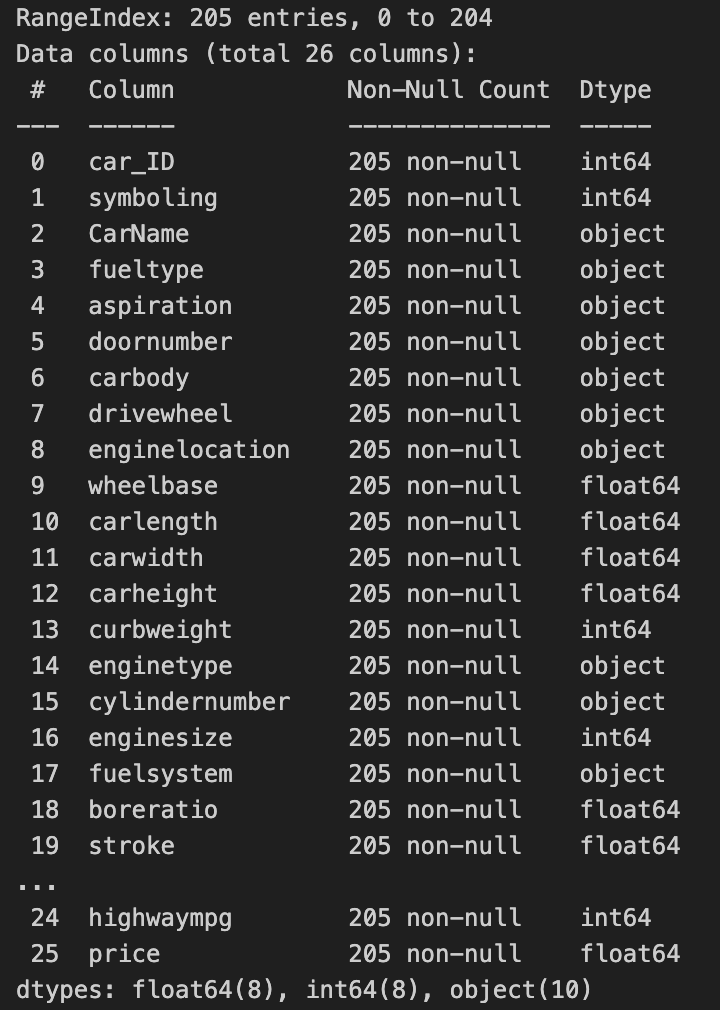 RangeIndex: 205 entries, 0 to 204
Data columns (total 26 columns):
 #   Column            Non-Null Count  Dtype
---  ------            --------------  -----
 0   car_ID            205 non-null    int64
 1   symboling         205 non-null    int64
 2   CarName           205 non-null    object
 3   fueltype          205 non-null    object
 4   aspiration        205 non-null    object
 5   doornumber        205 non-null    object
 6   carbody           205 non-null    object
 7   drivewheel        205 non-null    object
 8   enginelocation    205 non-null    object
 9   wheelbase         205 non-null    float64
 10  carlength         205 non-null    float64
 11  carwidth          205 non-null    float64
 12  carheight         205 non-null    float64
 13  curbweight        205 non-null    int64
 14  enginetype        205 non-null    object
 15  cylindernumber    205 non-null    object
 16  enginesize        205 non-null    int64
 17  fuelsystem        205 non-null    object
 18  boreratio         205 non-null    float64
 19  stroke            205 non-null    float64
...
 24  highwaympg        205 non-null    int64
 25  price             205 non-null    float64
dtypes: float64(8), int64(8), object(10)